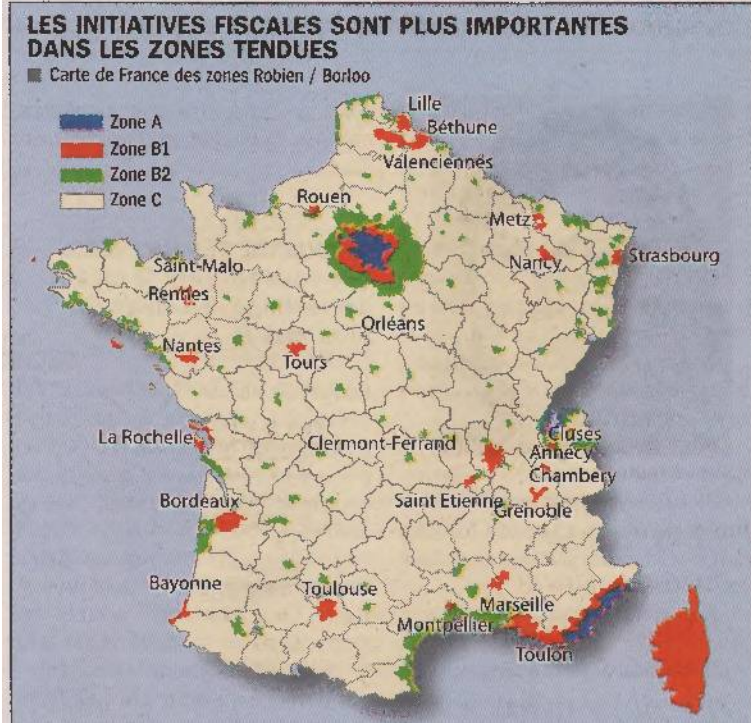 LES INITIATIVES FISCALES SONT PLUS IMPORTANTES
DANS LES ZONES TENDUES
Carte de France des zones Robien / Borloo
Zone A
Zone B1
Zone B2
Zone C
Lille
Béthune
Valenciennes
Rouen
Metz
Nancy
Strasbourg
Saint-Malo
Rennes
Orléans
Nantes
Tours
La Rochelle
Clermont-Ferrand
Cluses
Annecy
Chambery
Saint Etienne
Grenoble
Bordeaux
Bayonne
Toulouse
Marseille
Montpellier
Toulon